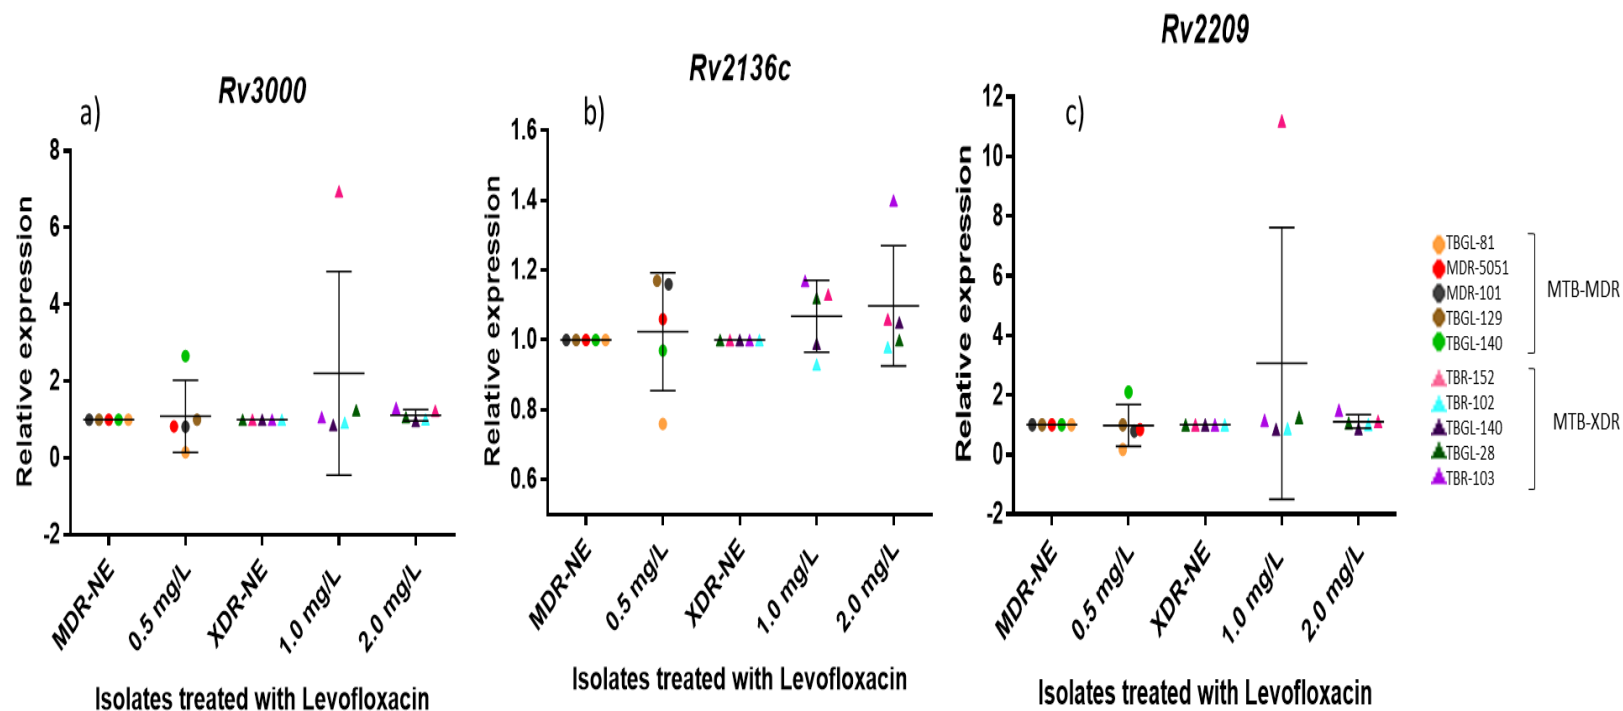 Rv3000
a)
Relative expression
8
6
4
2
0
-2
MDR-NE
0.5 mg/L
XDR-NE
1.0 mg/L
2.0 mg/L
Isolates treated with Levofloxacin
Rv2136c
b)
Relative expression
1.6
1.4
1.2
1.0
0.8
0.6
MDR-NE
0.5 mg/L
XDR-NE
1.0 mg/L
2.0 mg/L
Isolates treated with Levofloxacin
Rv2209
c)
Relative expression
12
10
8
6
4
2
0
-2
MDR-NE
0.5 mg/L
XDR-NE
1.0 mg/L
2.0 mg/L
Isolates treated with Levofloxacin
TBGL-81
MDR-5051
MDR-101
TBGL-129
TBGL-140
MTB-MDR
TBR-152
TBR-102
TBGL-140
TBGL-28
TBR-103
MTB-XDR